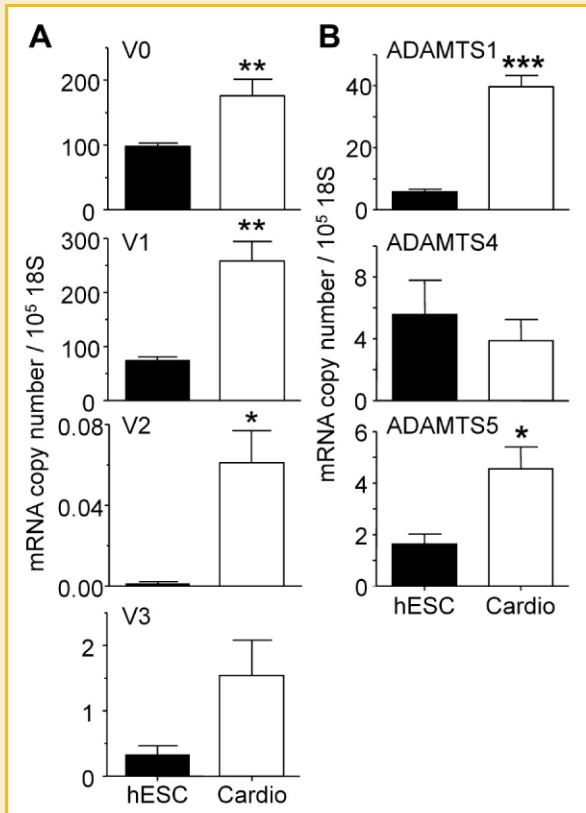 A
B
mRNA copy number / 10⁵ 18S
V0
**
200
100
0
V1
**
300
200
100
0
V2
*
0.08
0.04
0.00
V3
2
1
0
hESC Cardio
mRNA copy number / 10⁵ 18S
ADAMTS1
***
40
20
0
ADAMTS4
8
6
4
2
0
ADAMTS5
*
6
4
2
0
hESC Cardio